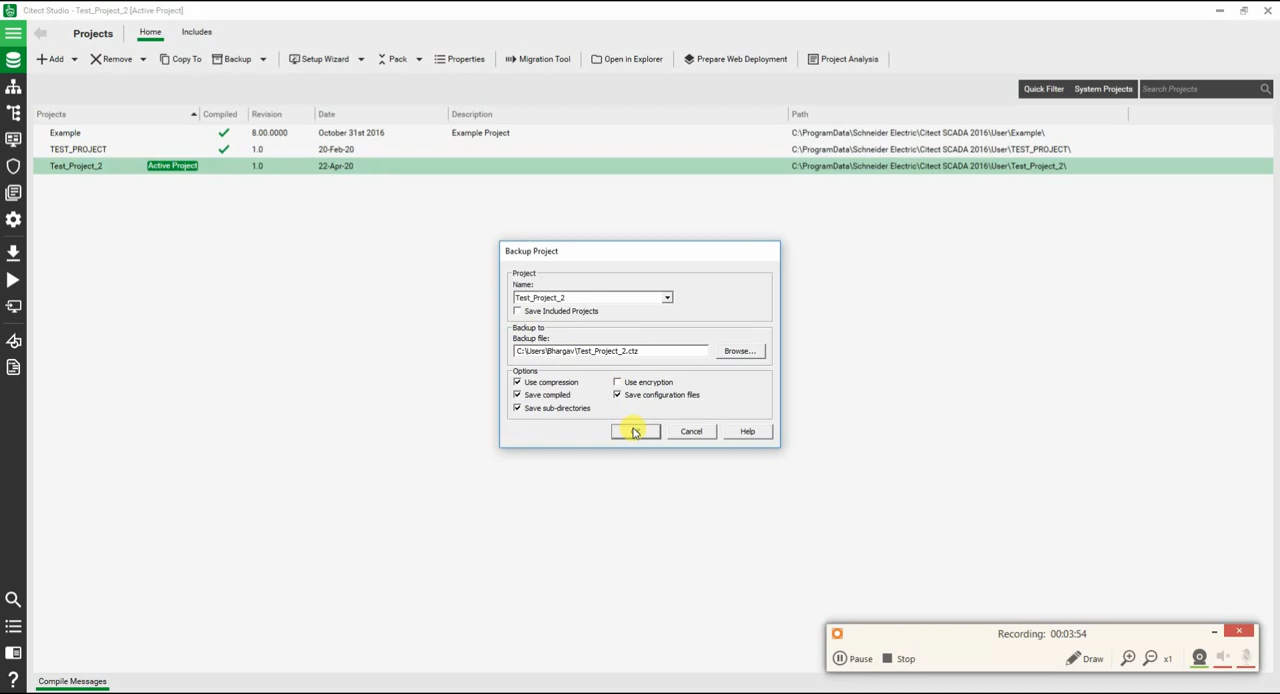 Citect Studio - Test_Project_2 [Active Project]
Projects Home Includes
Add Remove Copy To Backup Setup Wizard Pack Properties Migration Tool Open in Explorer Prepare Web Deployment Project Analysis
Quick Filter System Projects Search Projects
Projects Compiled Revision Date Description Path
Example 8.00.0000 October 31st 2016 Example Project C:\ProgramData\Schneider Electric\Citect SCADA 2016\User\Example\
TEST_PROJECT 1.0 20-Feb-20 C:\ProgramData\Schneider Electric\Citect SCADA 2016\User\TEST_PROJECT\
Test_Project_2 Active Project 1.0 22-Apr-20 C:\ProgramData\Schneider Electric\Citect SCADA 2016\User\Test_Project_2\
Backup Project
Project
Name:
Test_Project_2
Save Included Projects
Backup to
Backup file:
C:\Users\Bhargav\Test_Project_2.ctz Browse...
Options
Use compression Use encryption
Save compiled Save configuration files
Save sub-directories
Cancel Help
Recording: 00:03:54
Pause Stop Draw x1
?
Compile Messages